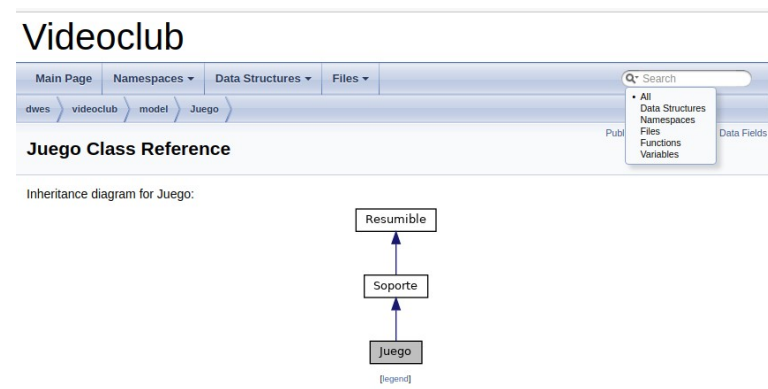 Videoclub
Main Page Namespaces Data Structures Files Search
All
Data Structures
Namespaces
Files
Functions
Variables
dwes videoclub model Juego
Publ Data Fields
Juego Class Reference
Inheritance diagram for Juego:
Resumible
Soporte
Juego
[legend]